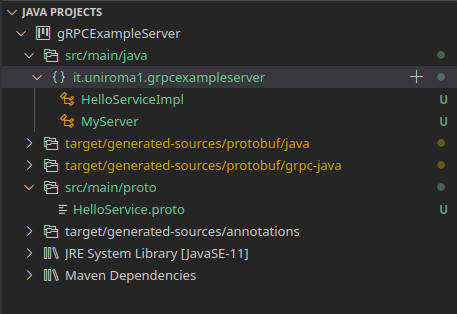 JAVA PROJECTS
gRPCExampleServer
src/main/java
{} it.uniroma1.grpcexampleserver
HelloServiceImpl U
MyServer U
target/generated-sources/protobuf/java
target/generated-sources/protobuf/grpc-java
src/main/proto
HelloService.proto U
target/generated-sources/annotations
JRE System Library [JavaSE-11]
Maven Dependencies